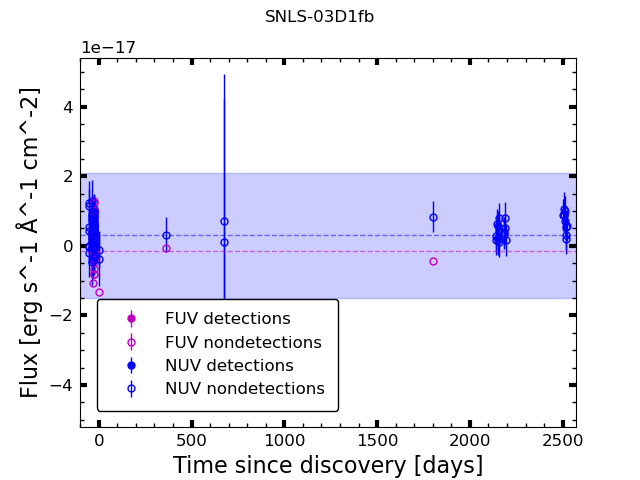 SNLS-03D1fb
1e−17
Flux [erg s^-1 Å^-1 cm^-2]
4
2
0
−2
−4
FUV detections
FUV nondetections
NUV detections
NUV nondetections
0 500 1000 1500 2000 2500
Time since discovery [days]